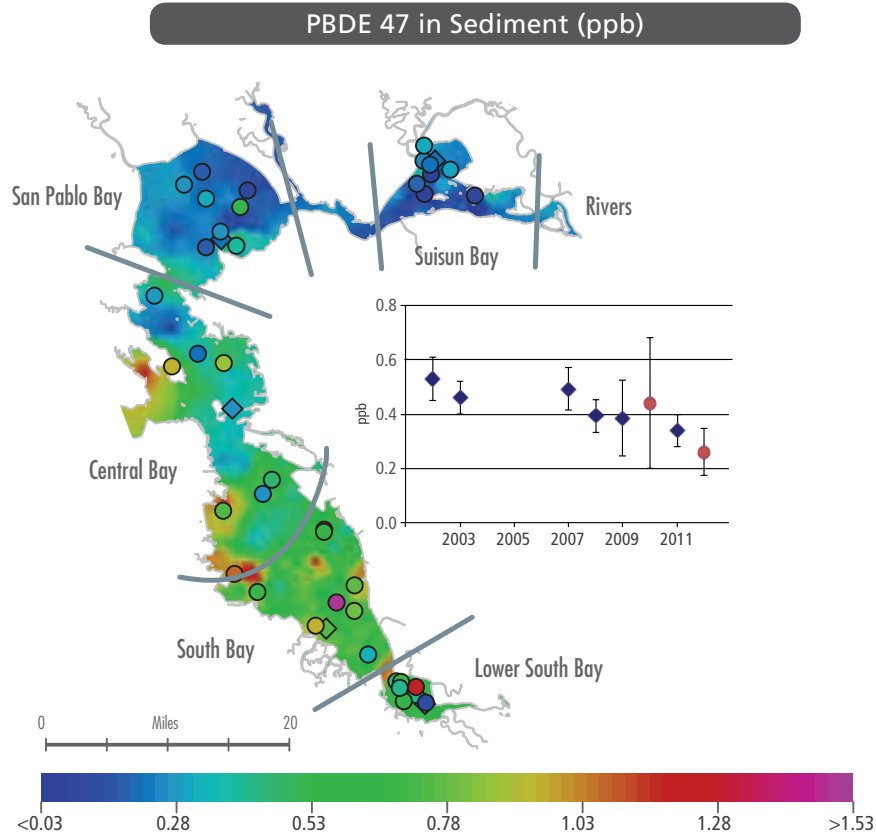 PBDE 47 in Sediment (ppb)
San Pablo Bay
Rivers
Suisun Bay
Central Bay
South Bay
Lower South Bay
0.8
0.6
0.4
0.2
0.0
ppb
2003 2005 2007 2009 2011
0 Miles 20
<0.03 0.28 0.53 0.78 1.03 1.28 >1.53